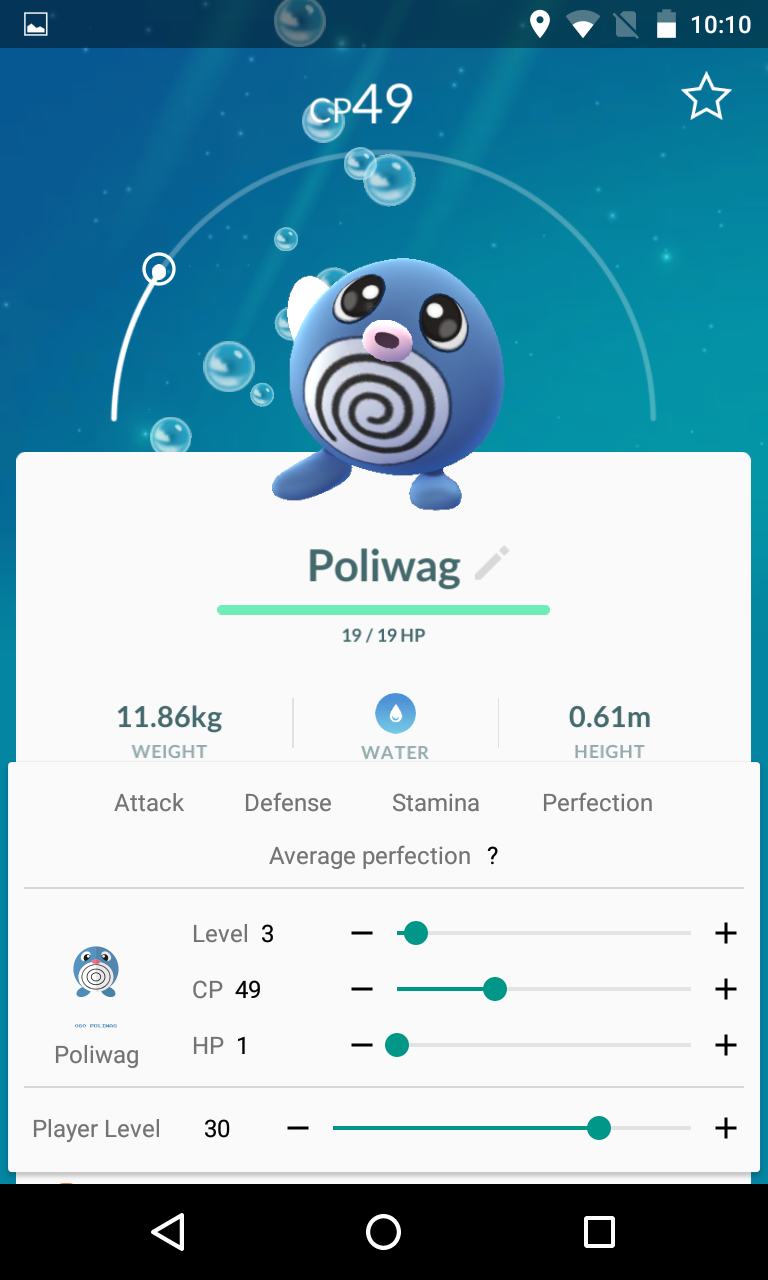 10:10
CP49
Poliwag
19 / 19 HP
11.86kg
WEIGHT
WATER
0.61m
HEIGHT
Attack Defense Stamina Perfection
Average perfection ?
Level 3
CP 49
HP 1
060 POLIWAG
Poliwag
Player Level 30